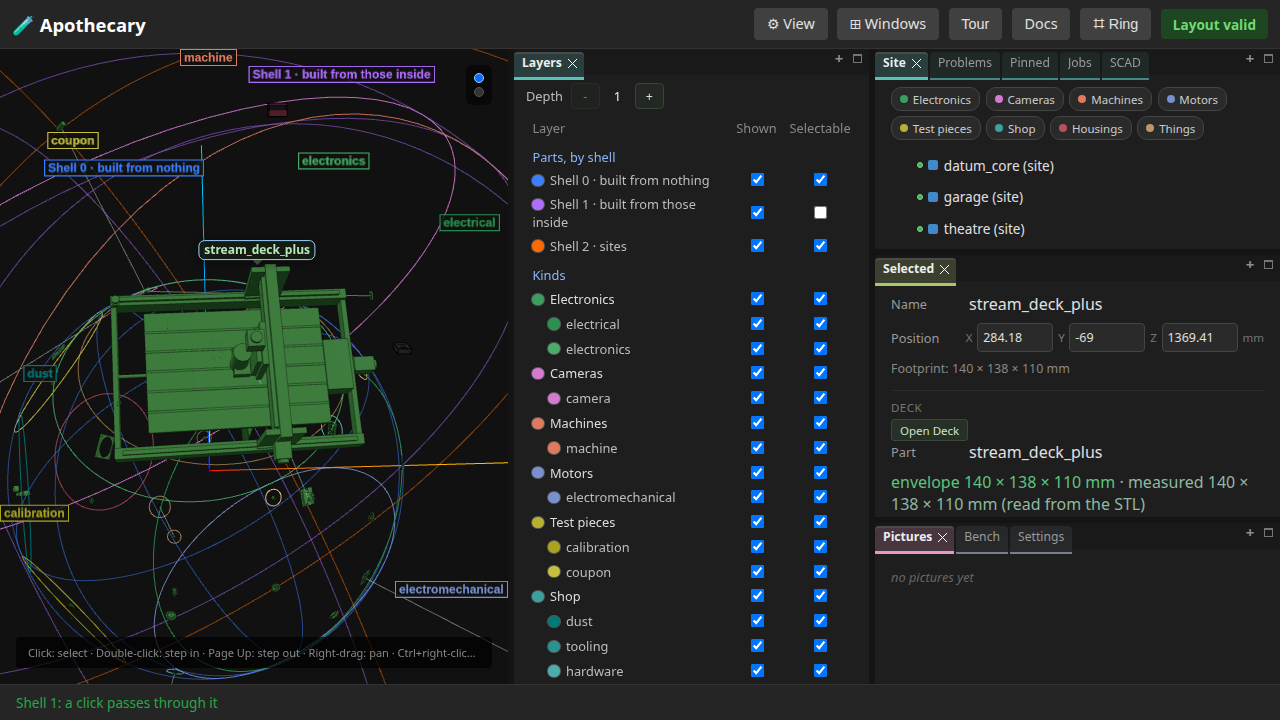 🧪 Apothecary
⚙ View
⊞ Windows
Tour
Docs
⌗ Ring
Layout valid
machine
Shell 1 · built from those inside
coupon
electronics
Shell 0 · built from nothing
electrical
stream_deck_plus
dust
calibration
electromechanical
Click: select · Double-click: step in · Page Up: step out · Right-drag: pan · Ctrl+right-clic...
Layers
Depth - 1 +
Layer Shown Selectable
Parts, by shell
Shell 0 · built from nothing
Shell 1 · built from those
inside
Shell 2 · sites
Kinds
Electronics
electrical
electronics
Cameras
camera
Machines
machine
Motors
electromechanical
Test pieces
calibration
coupon
Shop
dust
tooling
hardware
Site Problems Pinned Jobs SCAD
Electronics Cameras Machines Motors
Test pieces Shop Housings Things
datum_core (site)
garage (site)
theatre (site)
Selected
Name stream_deck_plus
Position X 284.18 Y -69 Z 1369.41 mm
Footprint: 140 × 138 × 110 mm
DECK
Open Deck
Part stream_deck_plus
envelope 140 × 138 × 110 mm · measured 140 ×
138 × 110 mm (read from the STL)
Pictures Bench Settings
no pictures yet
Shell 1: a click passes through it